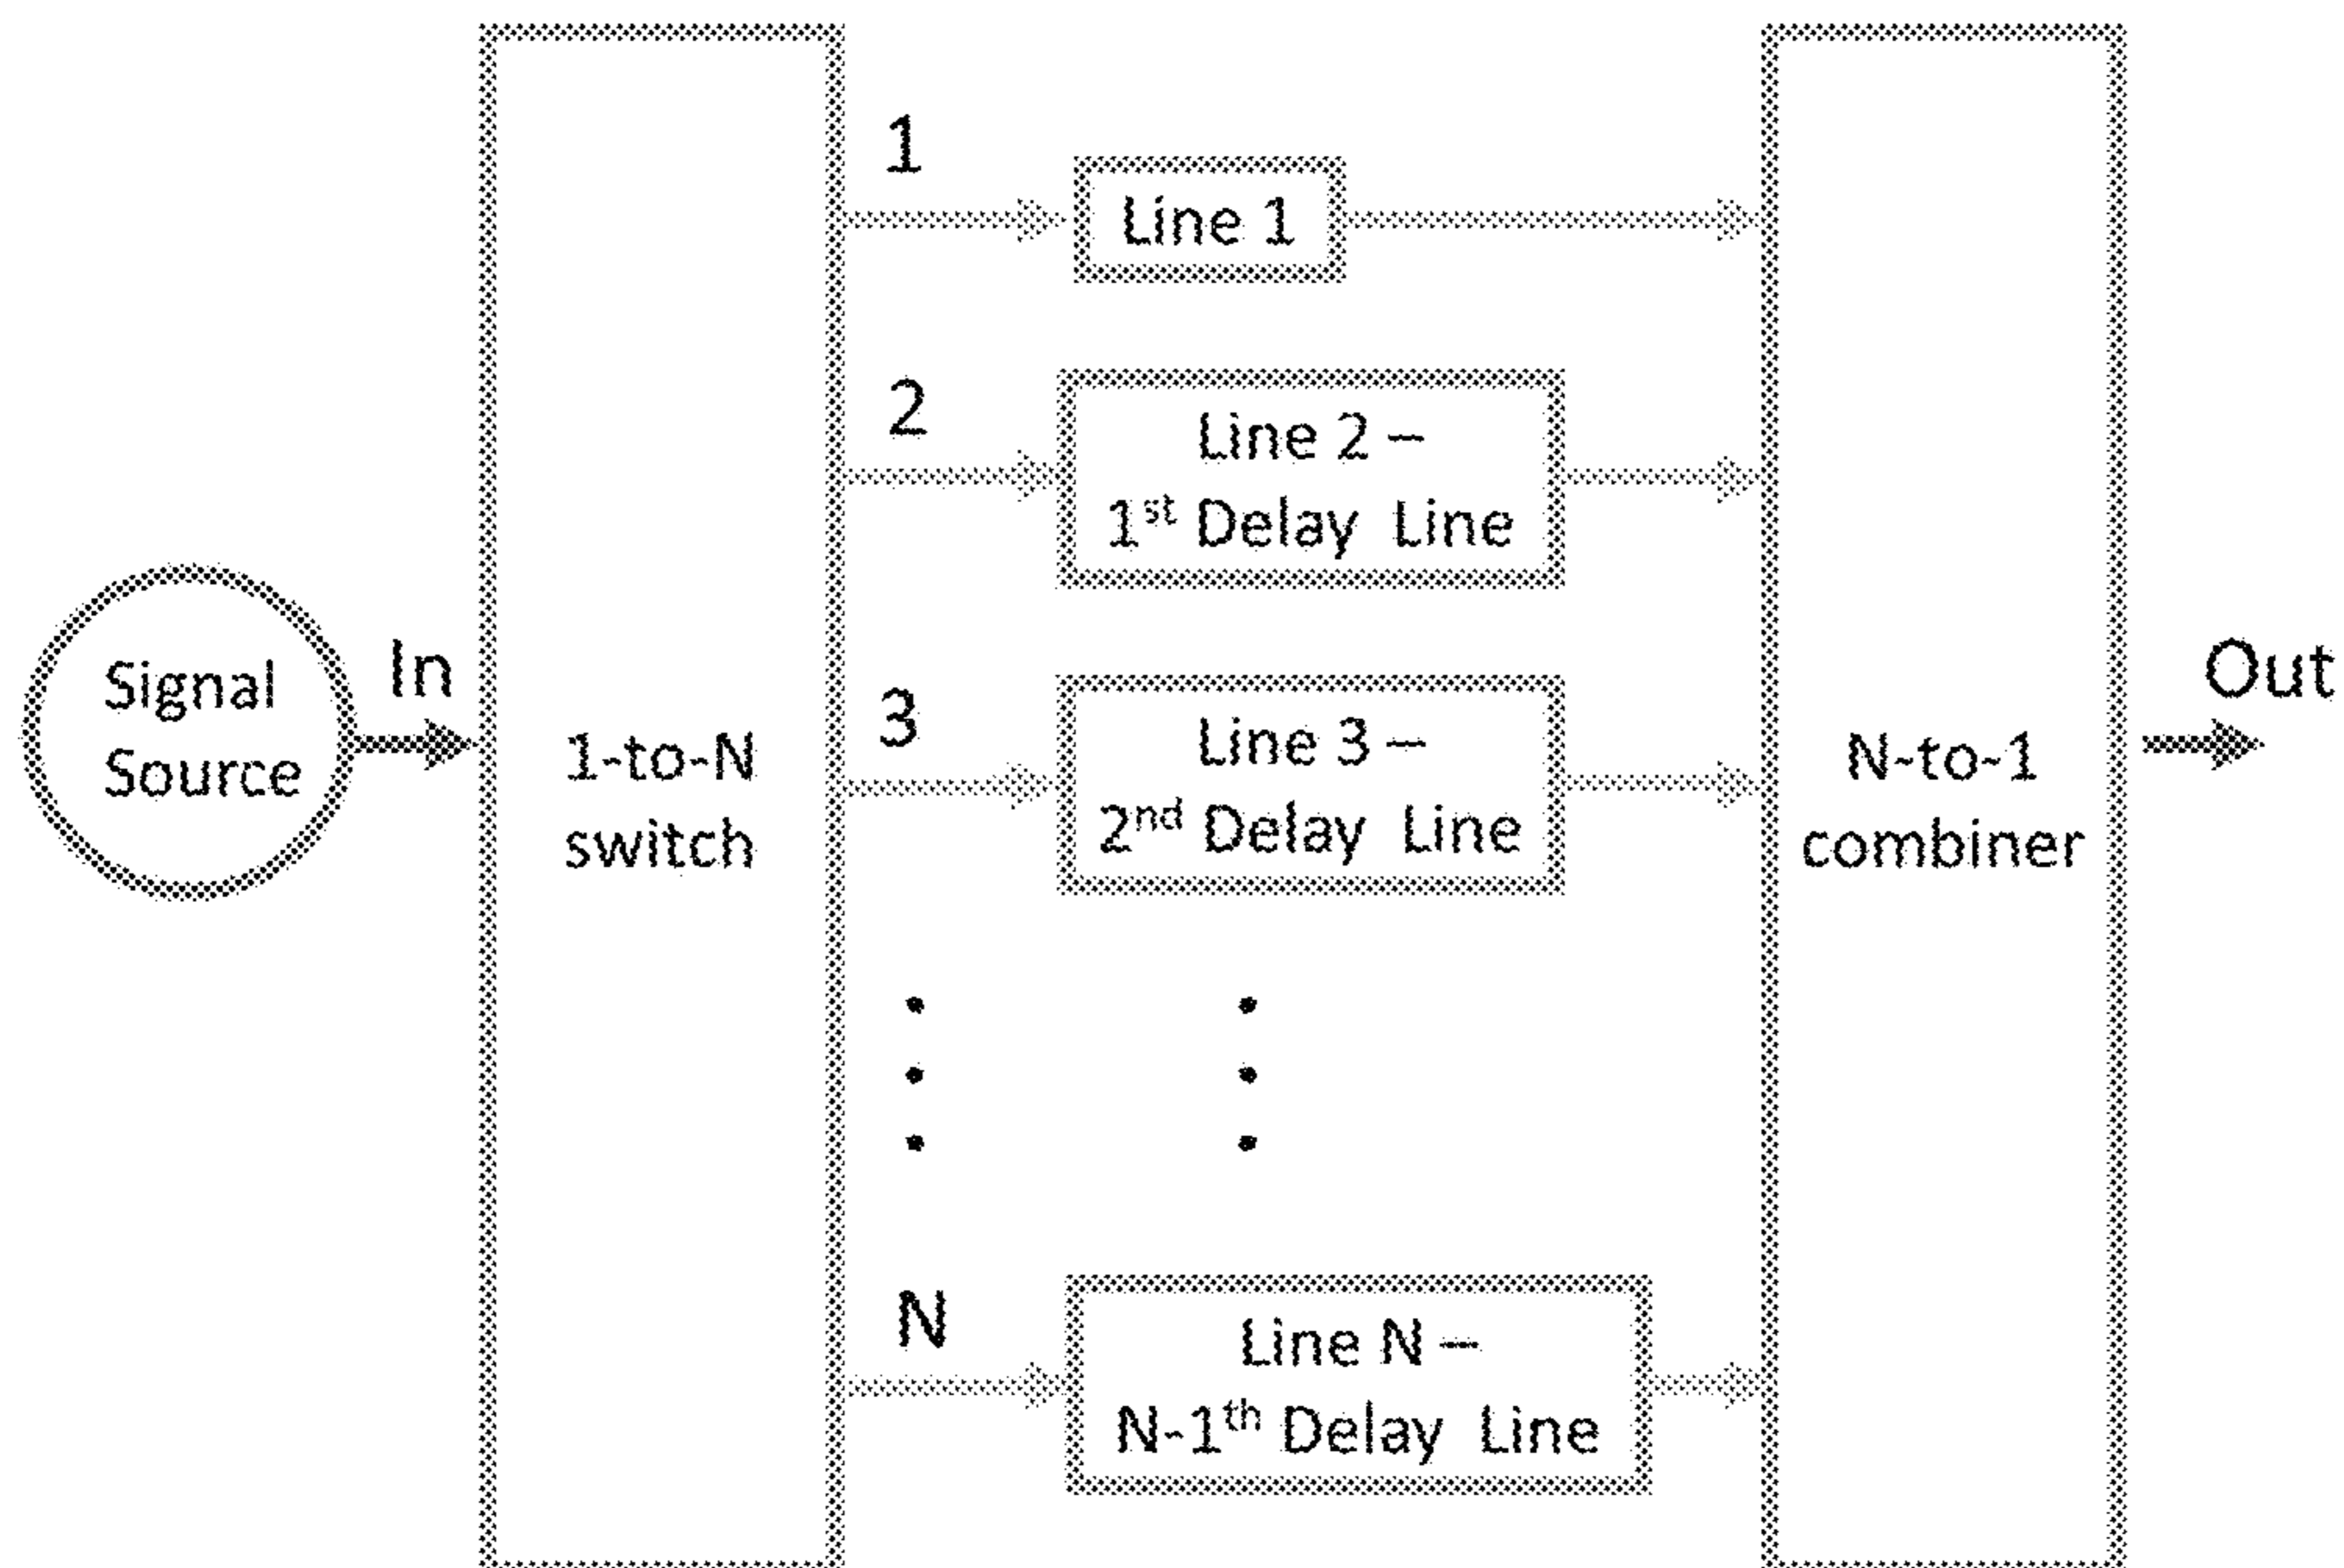 Signal
Source
In
1-to-N
switch
1
Line 1
2
Line 2 –
1st Delay Line
3
Line 3 –
2nd Delay Line
N
Line N –
N-1th Delay Line
N-to-1
combiner
Out